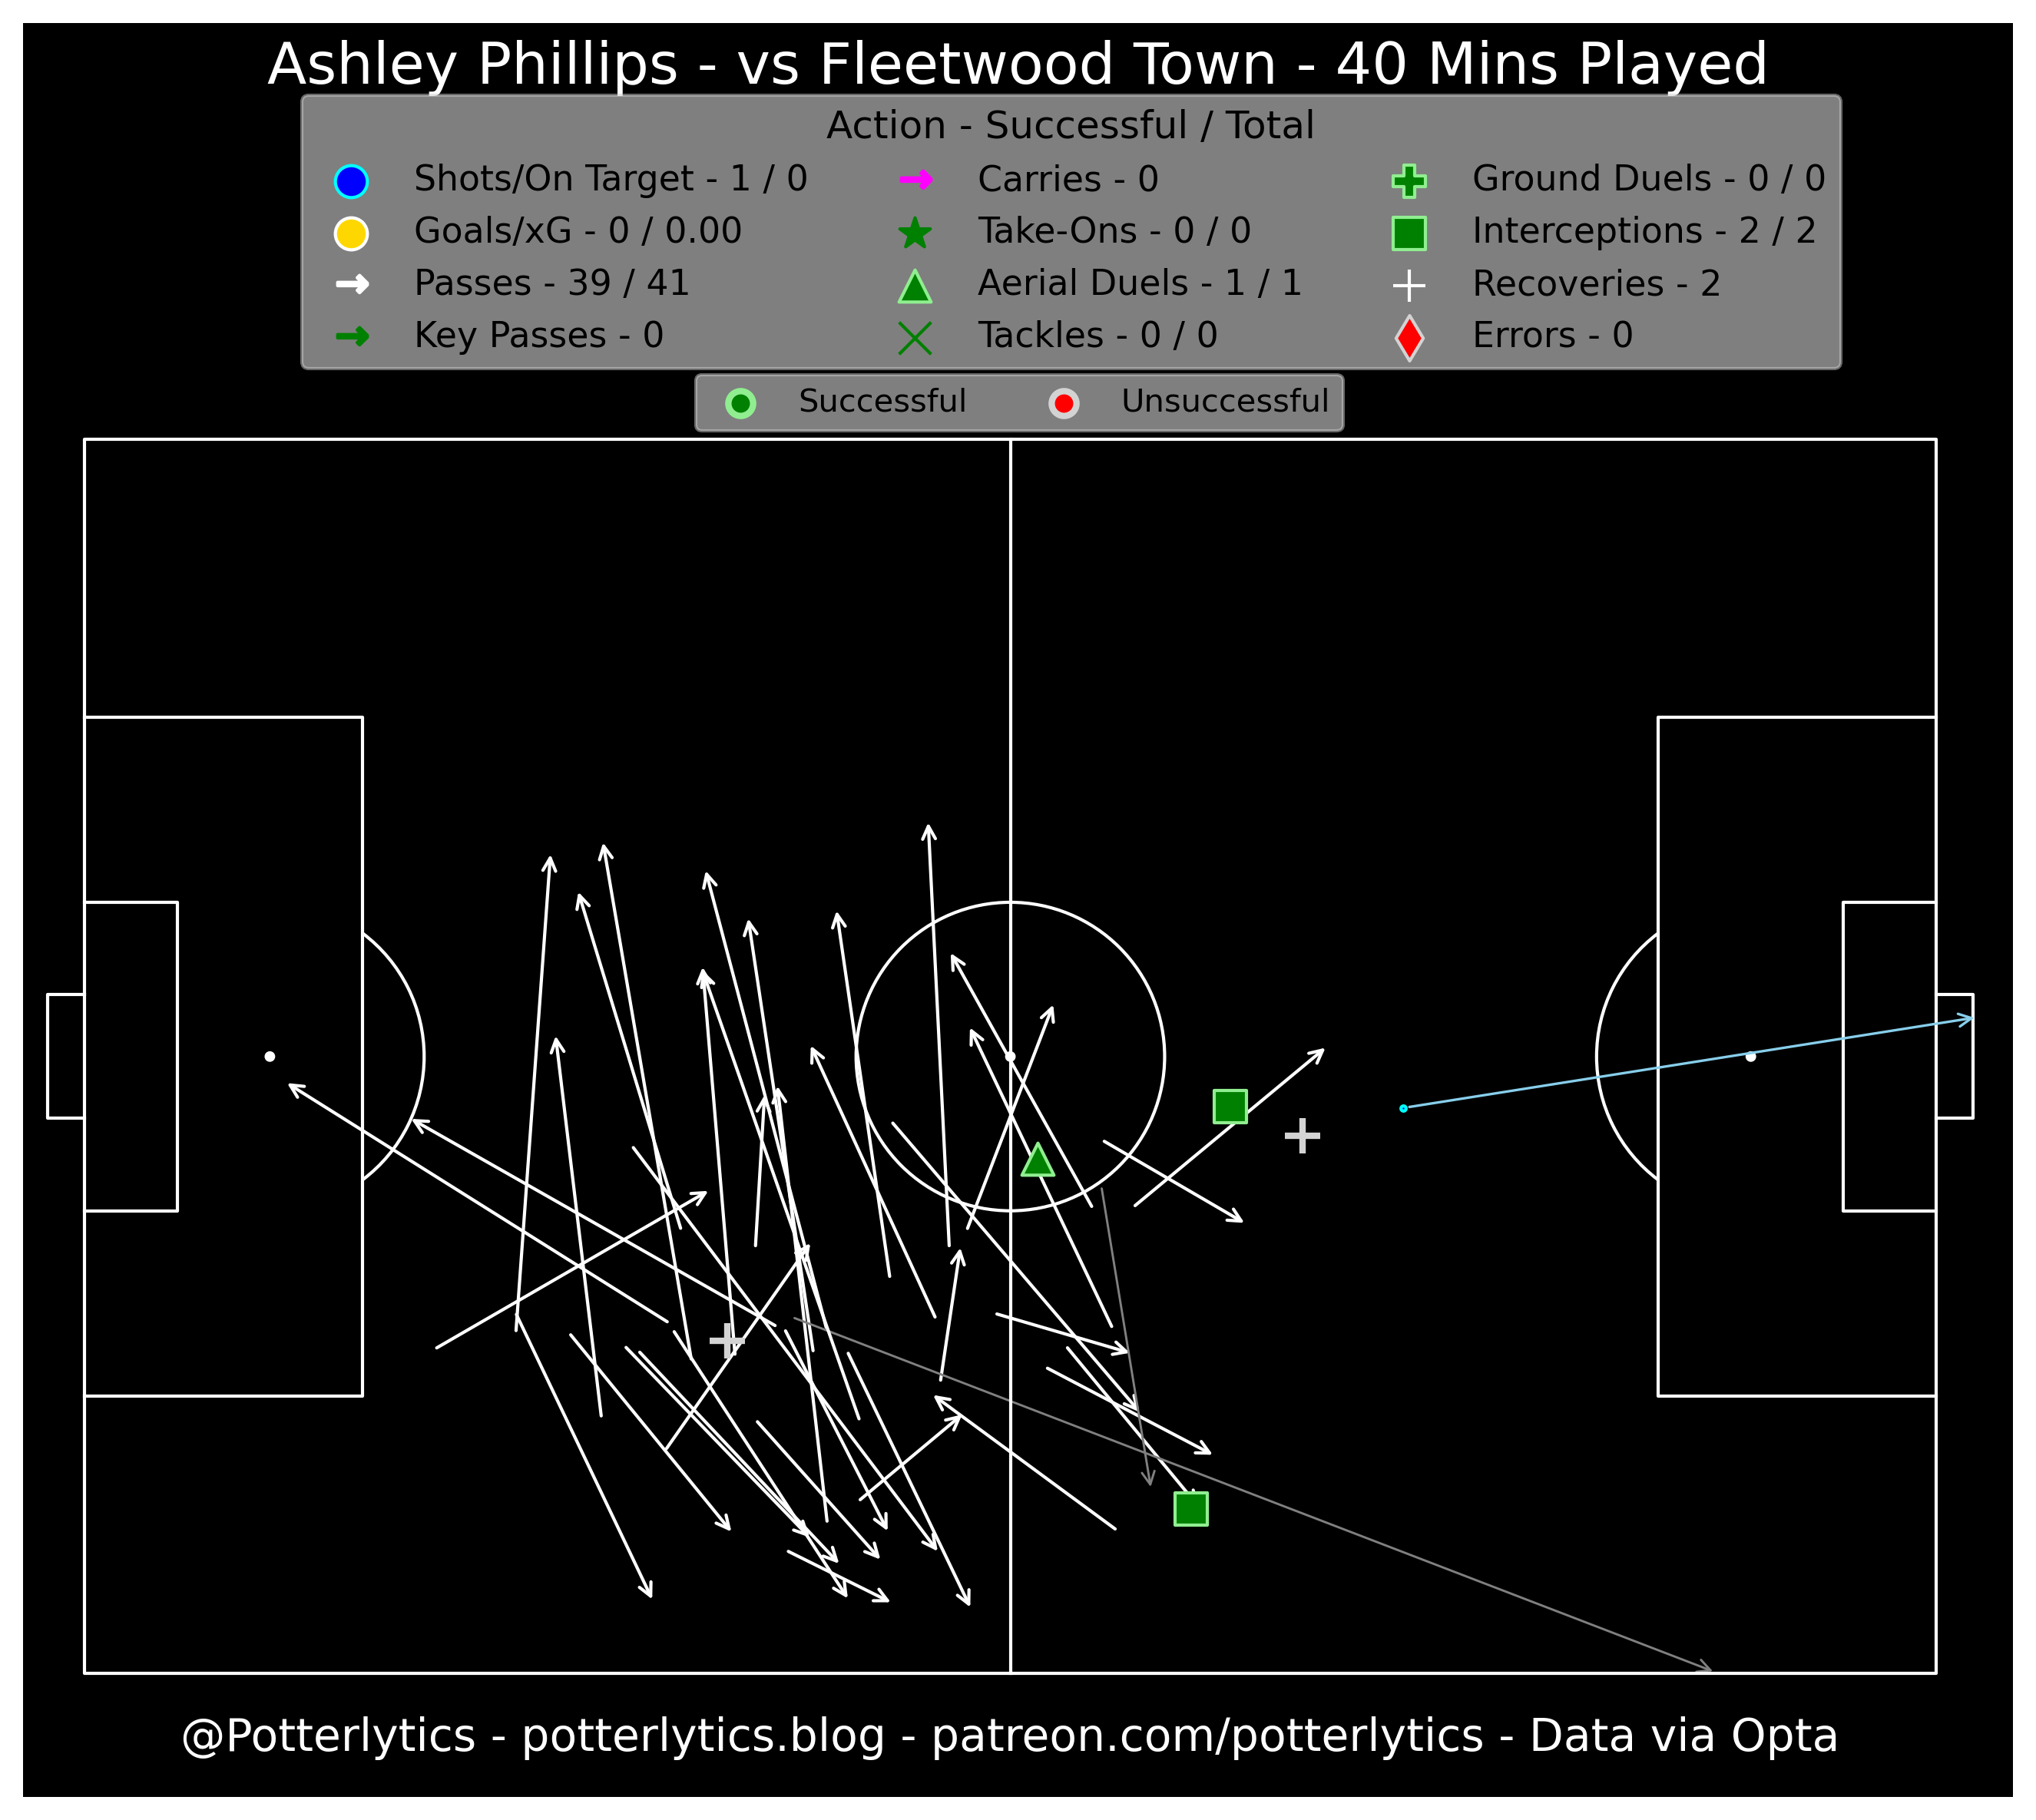 Ashley Phillips - vs Fleetwood Town - 40 Mins Played
Action - Successful / Total
Shots/On Target - 1 / 0
Goals/xG - 0 / 0.00
Passes - 39 / 41
Key Passes - 0
Carries - 0
Take-Ons - 0 / 0
Aerial Duels - 1 / 1
Tackles - 0 / 0
Ground Duels - 0 / 0
Interceptions - 2 / 2
Recoveries - 2
Errors - 0
Successful
Unsuccessful
@Potterlytics - potterlytics.blog - patreon.com/potterlytics - Data via Opta